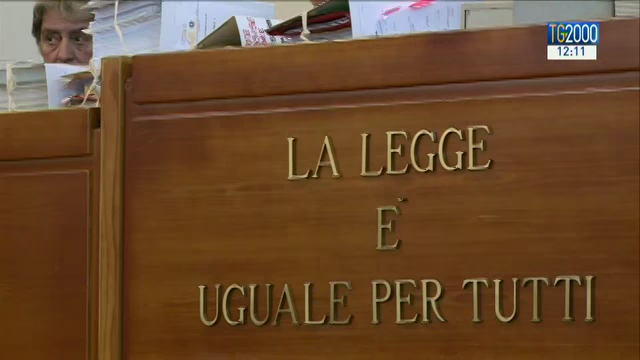 TG2000
12:11
LA LEGGE
È
UGUALE PER TUTTI